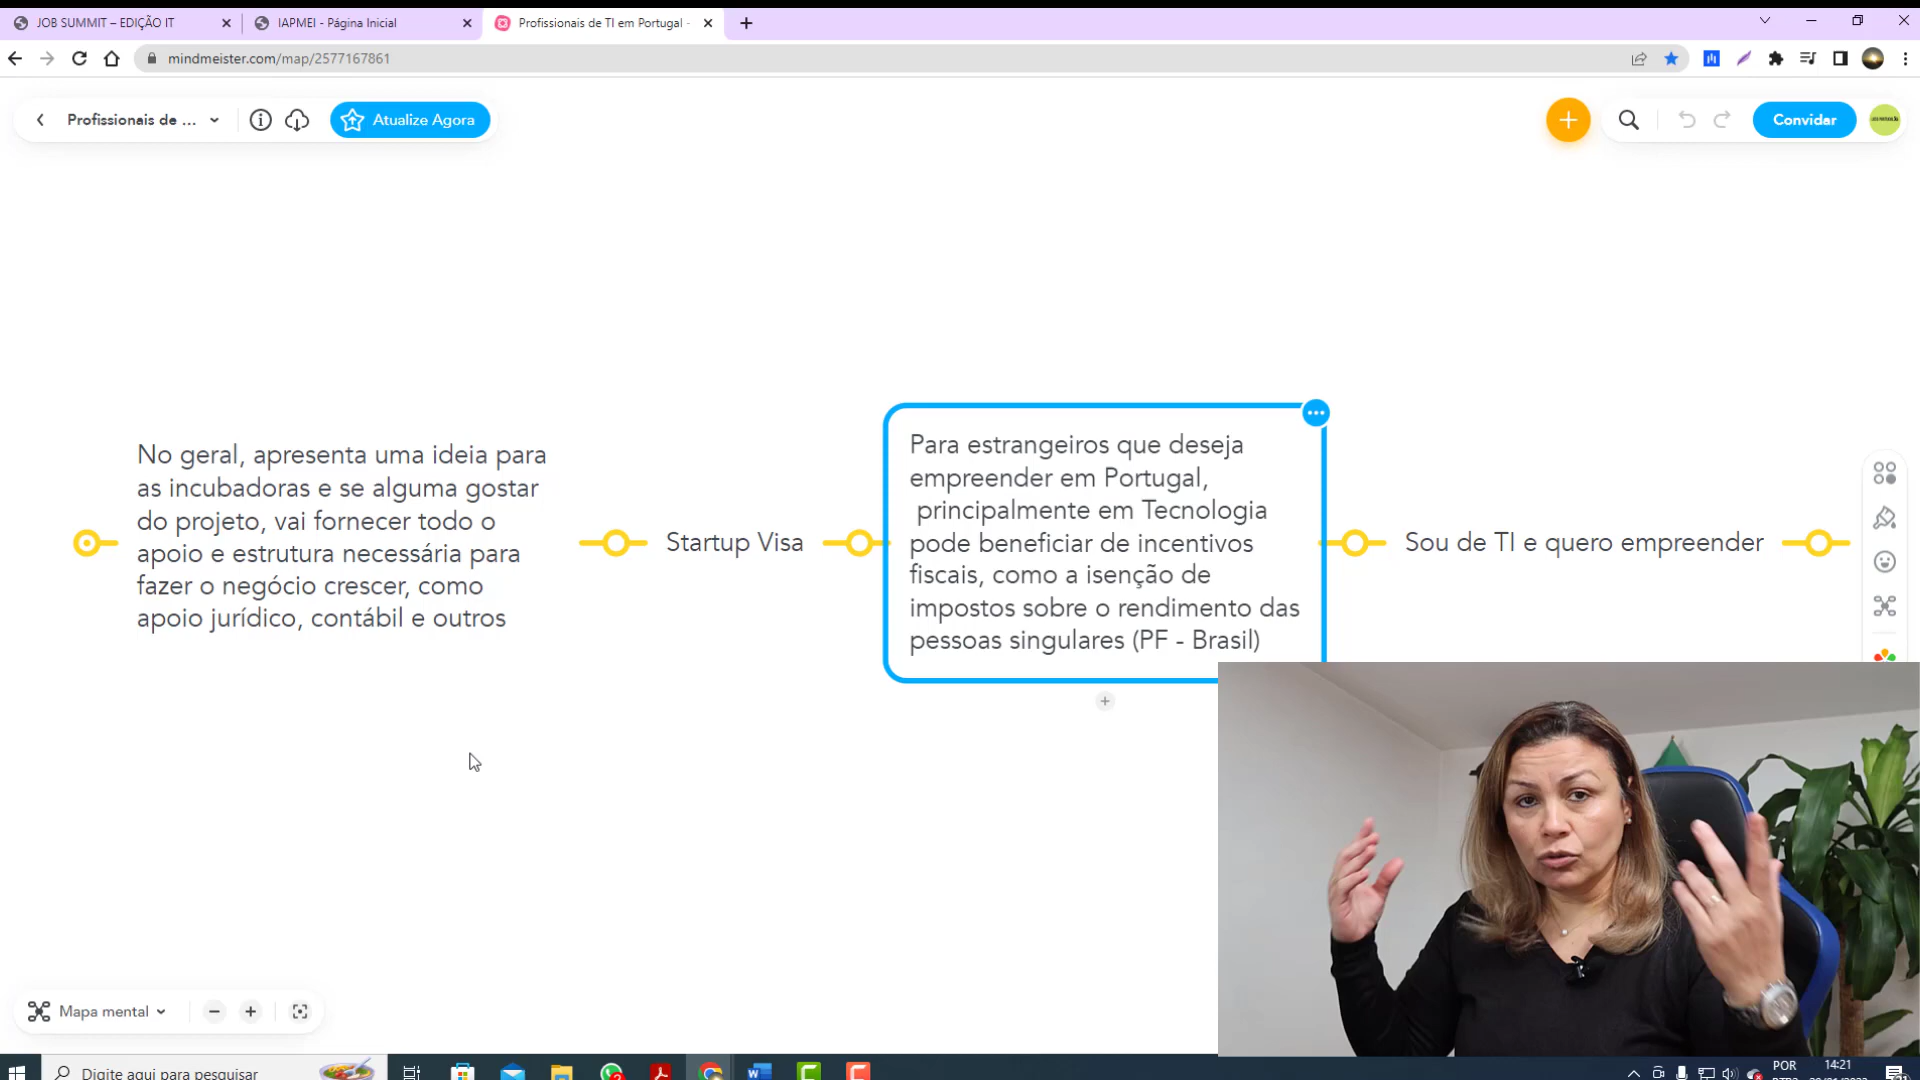 JOB SUMMIT – EDIÇÃO IT
IAPMEI - Página Inicial
Profissionais de TI em Portugal -
mindmeister.com/map/2577167861
Profissionais de ...
Atualize Agora
Convidar
No geral, apresenta uma ideia para
as incubadoras e se alguma gostar
do projeto, vai fornecer todo o
apoio e estrutura necessária para
fazer o negócio crescer, como
apoio jurídico, contábil e outros
Startup Visa
Para estrangeiros que deseja
empreender em Portugal,
principalmente em Tecnologia
pode beneficiar de incentivos
fiscais, como a isenção de
impostos sobre o rendimento das
pessoas singulares (PF - Brasil)
Sou de TI e quero empreender
Mapa mental
Digite aqui para pesquisar
POR
14:21